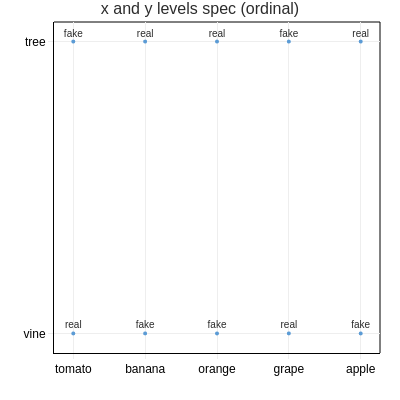 x and y levels spec (ordinal)
fake real real fake real
tree
real fake fake real fake
vine
tomato banana orange grape apple